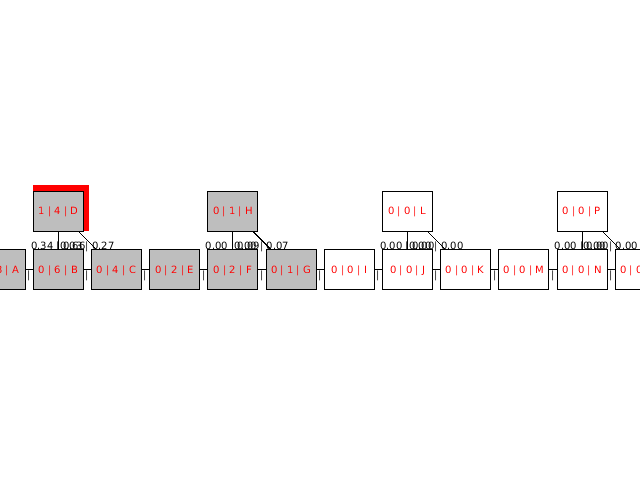 1 | 4 | D
0 | 1 | H
0 | 0 | L
0 | 0 | P
0.34
0.27
0.00
0.07
0.00
0.00
0.00
0.00
| A
0 | 6 | B
0 | 4 | C
0 | 2 | E
0 | 2 | F
0 | 1 | G
0 | 0 | I
0 | 0 | J
0 | 0 | K
0 | 0 | M
0 | 0 | N